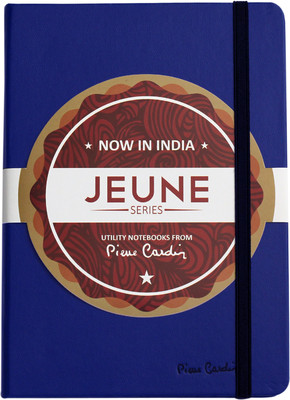 ★ NOW IN INDIA ★
JEUNE
SERIES
UTILITY NOTEBOOKS FROM
Pierre Cardin
★
Pierre Cardin